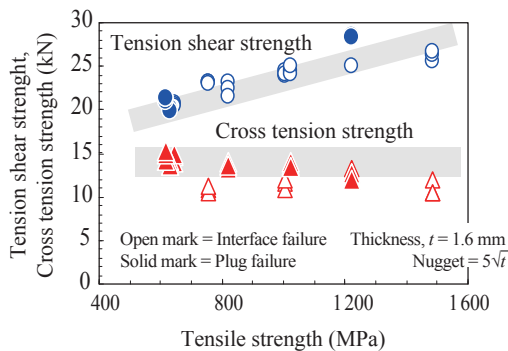 Tension shear strenght,
Cross tension strength (kN)
30
25
20
15
10
5
0
Tension shear strength
Cross tension strength
Open mark = Interface failure
Thickness, t = 1.6 mm
Solid mark = Plug failure
Nugget = 5√t
400
800
1200
1600
Tensile strength (MPa)